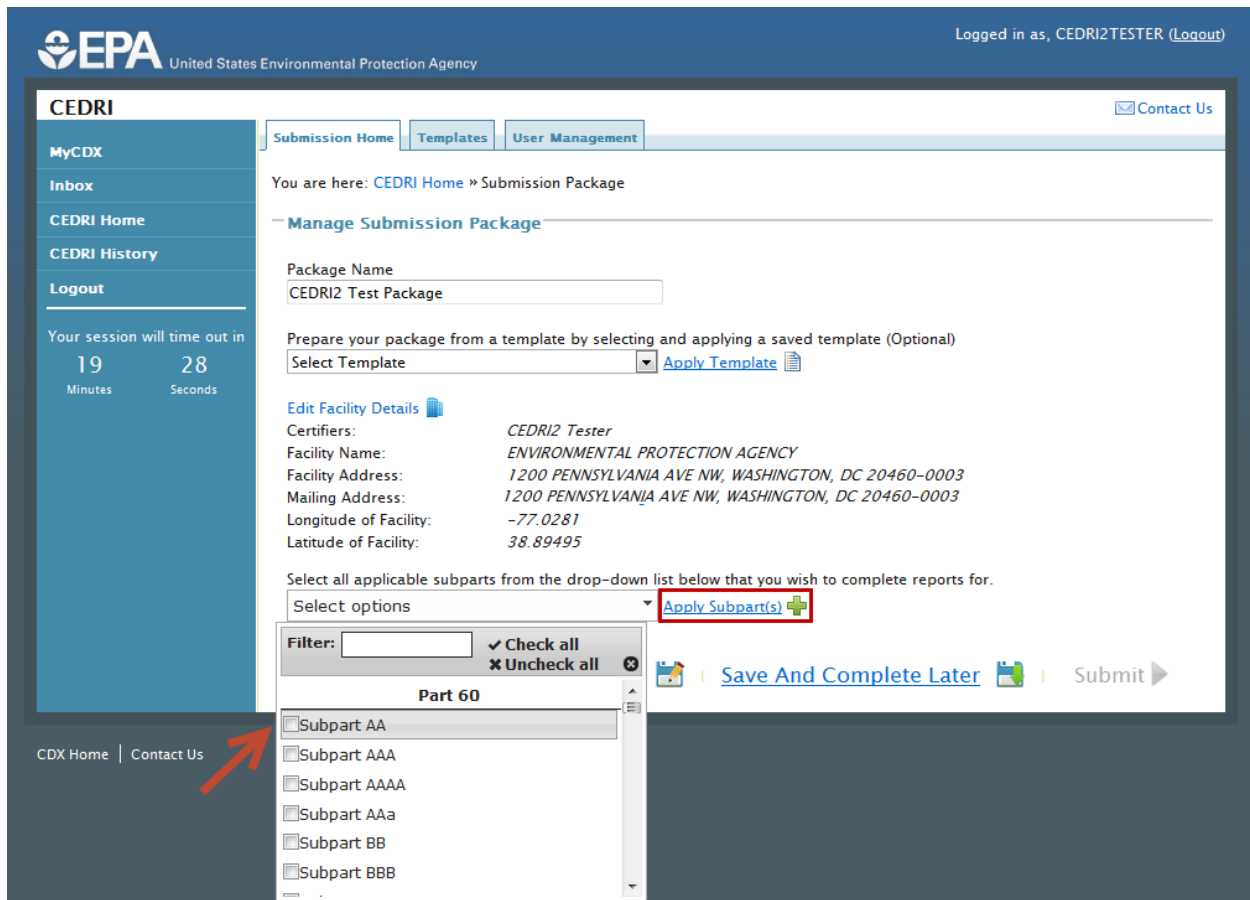 Logged in as, CEDRI2TESTER (Logout)
EPA United States Environmental Protection Agency
CEDRI
Contact Us
MyCDX
Inbox
CEDRI Home
CEDRI History
Logout
Your session will time out in
19 28
Minutes Seconds
Submission Home Templates User Management
You are here: CEDRI Home » Submission Package
Manage Submission Package
Package Name
CEDRI2 Test Package
Prepare your package from a template by selecting and applying a saved template (Optional)
Select Template Apply Template
Edit Facility Details
Certifiers: CEDRI2 Tester
Facility Name: ENVIRONMENTAL PROTECTION AGENCY
Facility Address: 1200 PENNSYLVANIA AVE NW, WASHINGTON, DC 20460-0003
Mailing Address: 1200 PENNSYLVANIA AVE NW, WASHINGTON, DC 20460-0003
Longitude of Facility: -77.0281
Latitude of Facility: 38.89495
Select all applicable subparts from the drop-down list below that you wish to complete reports for.
Select options Apply Subpart(s)
Filter: Check all
Uncheck all
Save And Complete Later Submit
Part 60
Subpart AA
Subpart AAA
Subpart AAAA
Subpart AAa
Subpart BB
Subpart BBB
CDX Home | Contact Us